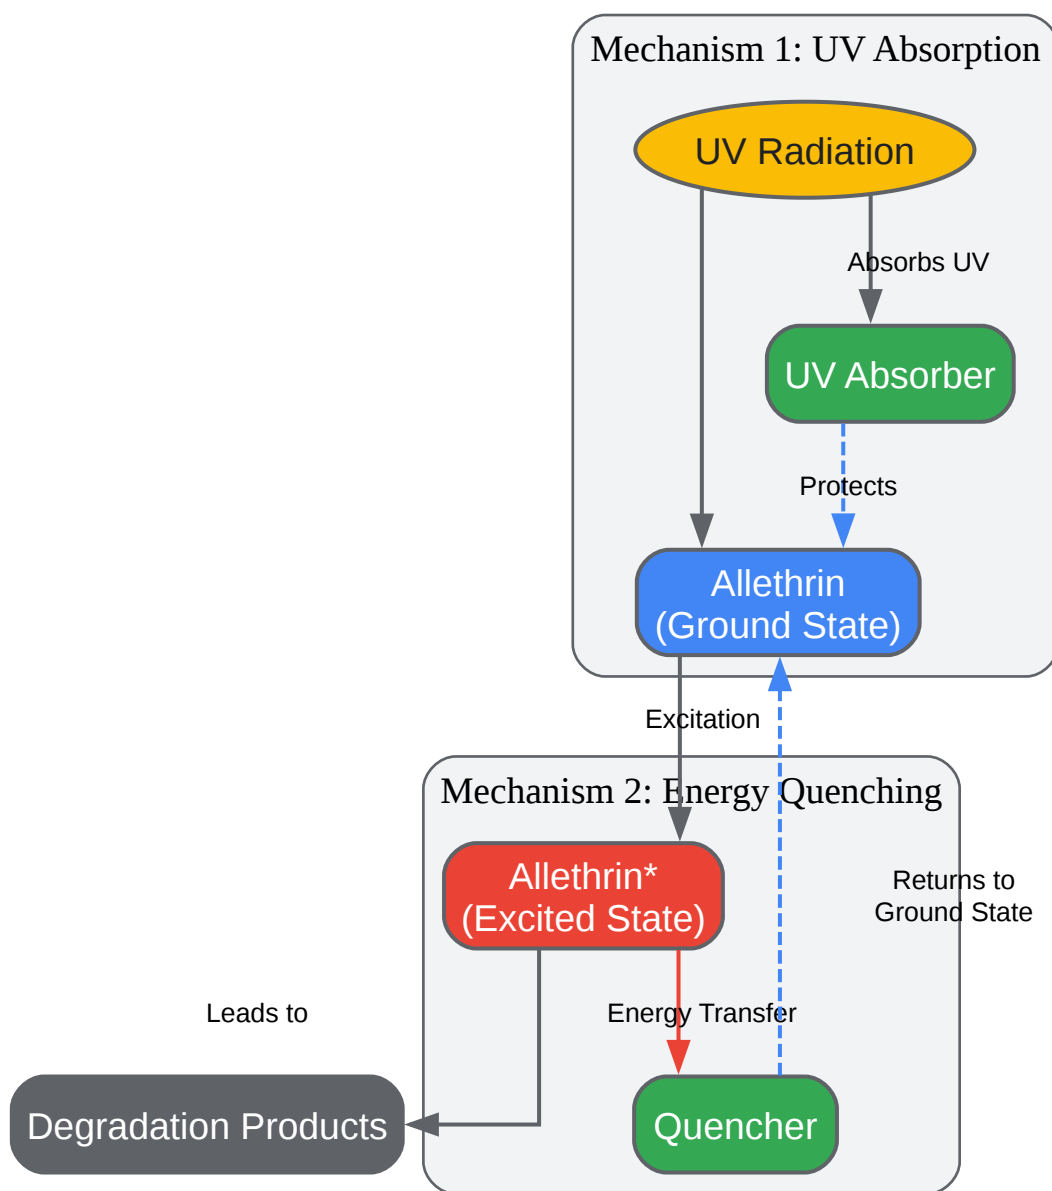 Mechanism 1: UV Absorption
UV Radiation
Absorbs UV
UV Absorber
Protects
Allethrin
(Ground State)
Excitation
Mechanism 2: Energy Quenching
Allethrin*
(Excited State)
Returns to
Ground State
Leads to
Energy Transfer
Degradation Products
Quencher